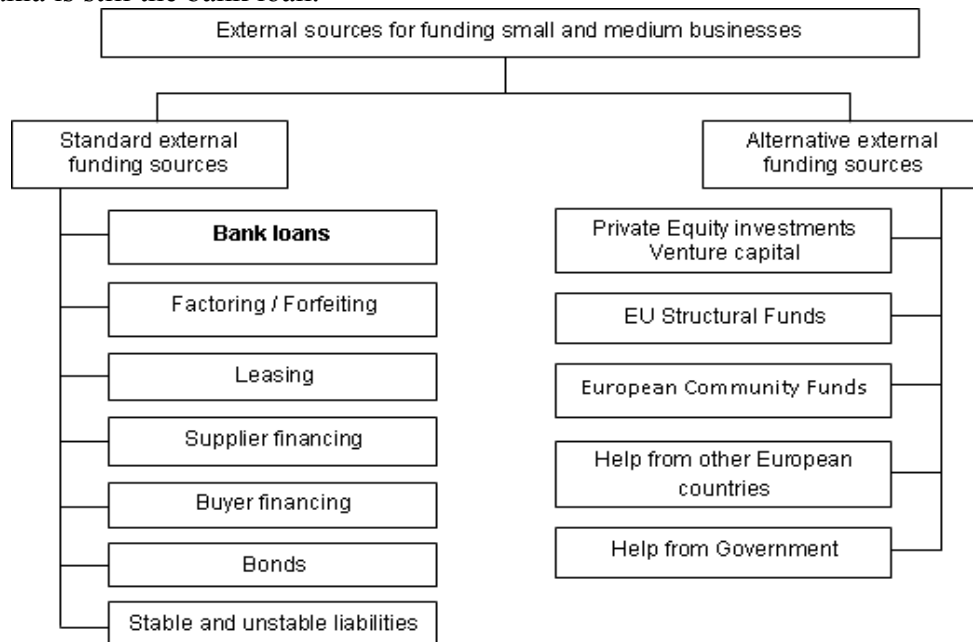 is still the bank loan.
External sources for funding small and medium businesses
Standard external
funding sources
Alternative external
funding sources
Bank loans
Factoring / Forfeiting
Leasing
Supplier financing
Buyer financing
Bonds
Stable and unstable liabilities
Private Equity investments
Venture capital
EU Structural Funds
European Community Funds
Help from other European
countries
Help from Government